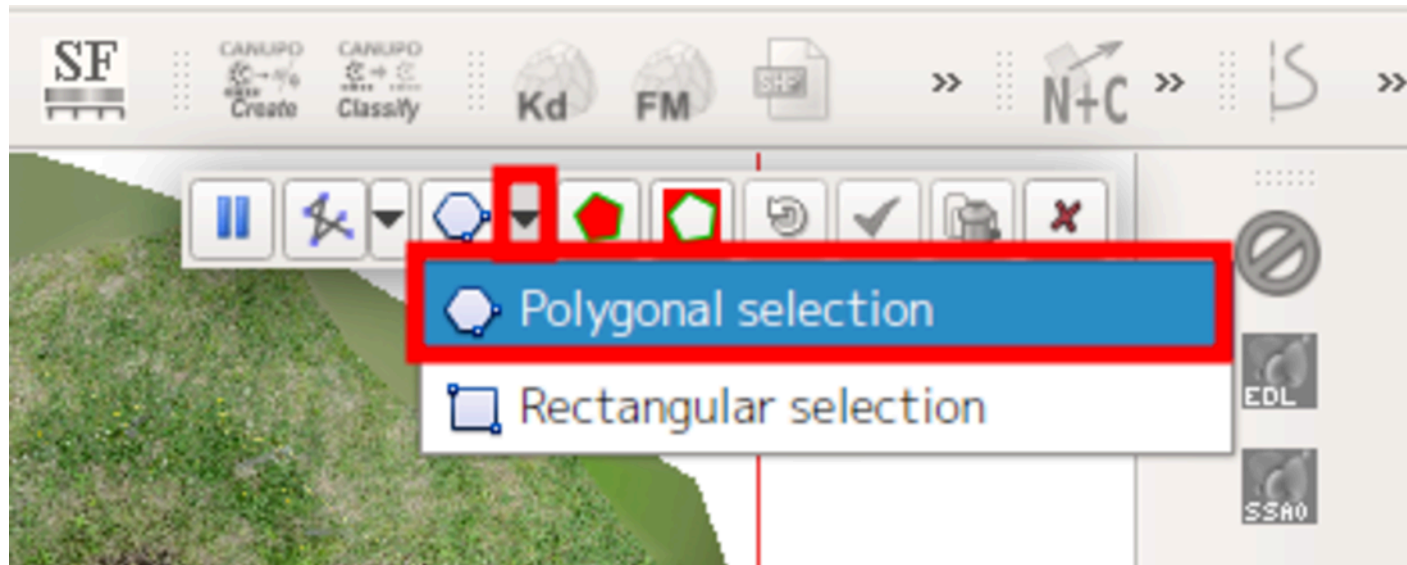 SF
CANUPO
Create
CANUPO
Classify
Kd
FM
SHP
N+C
Polygonal selection
Rectangular selection
EDL
SSAO